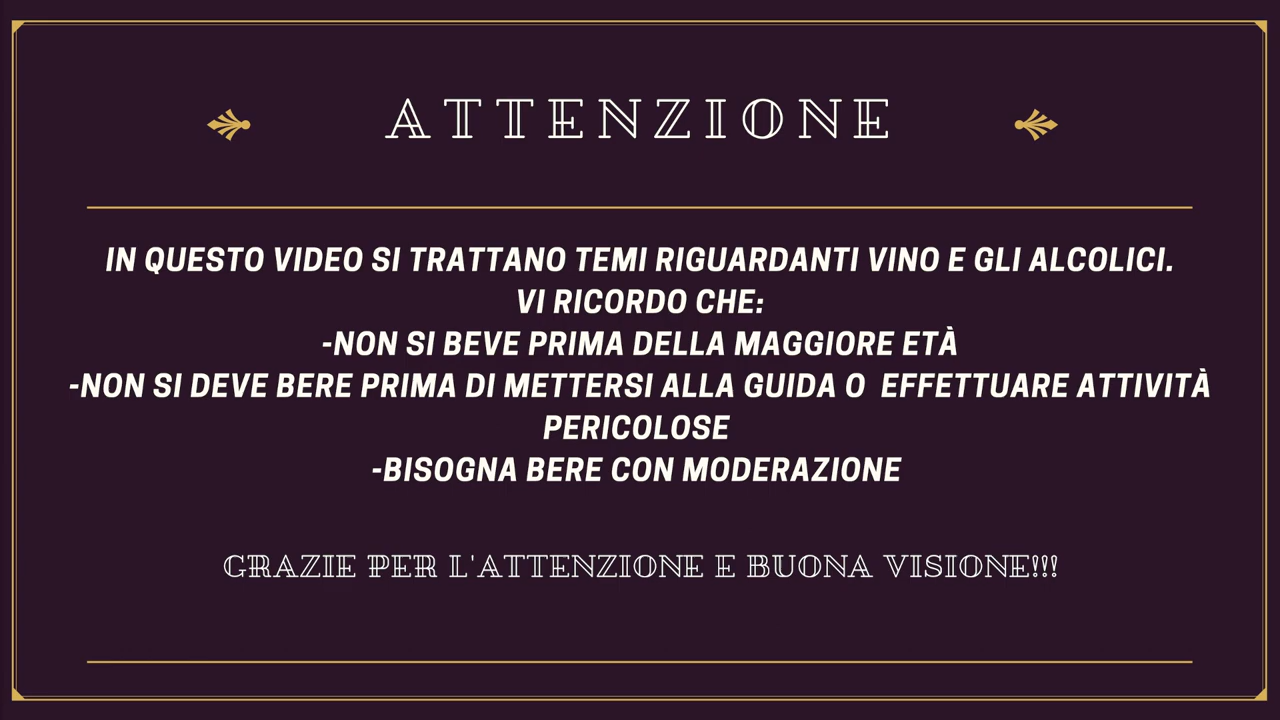 ATTENZIONE
IN QUESTO VIDEO SI TRATTANO TEMI RIGUARDANTI VINO E GLI ALCOLICI.
VI RICORDO CHE:
-NON SI BEVE PRIMA DELLA MAGGIORE ETÀ
-NON SI DEVE BERE PRIMA DI METTERSI ALLA GUIDA O EFFETTUARE ATTIVITÀ
PERICOLOSE
-BISOGNA BERE CON MODERAZIONE
GRAZIE PER L'ATTENZIONE E BUONA VISIONE!!!